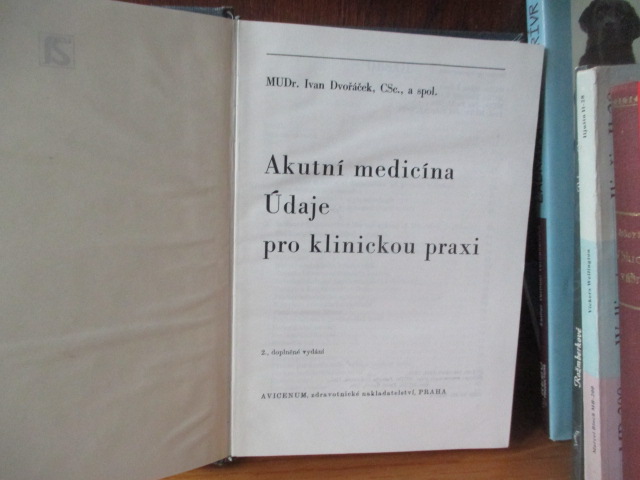 MUDr. Ivan Dvořáček, CSc., a spol.
Akutní medicína
Údaje
pro klinickou praxi
2., doplněné vydání
AVICENUM, zdravotnické nakladatelství, PRAHA